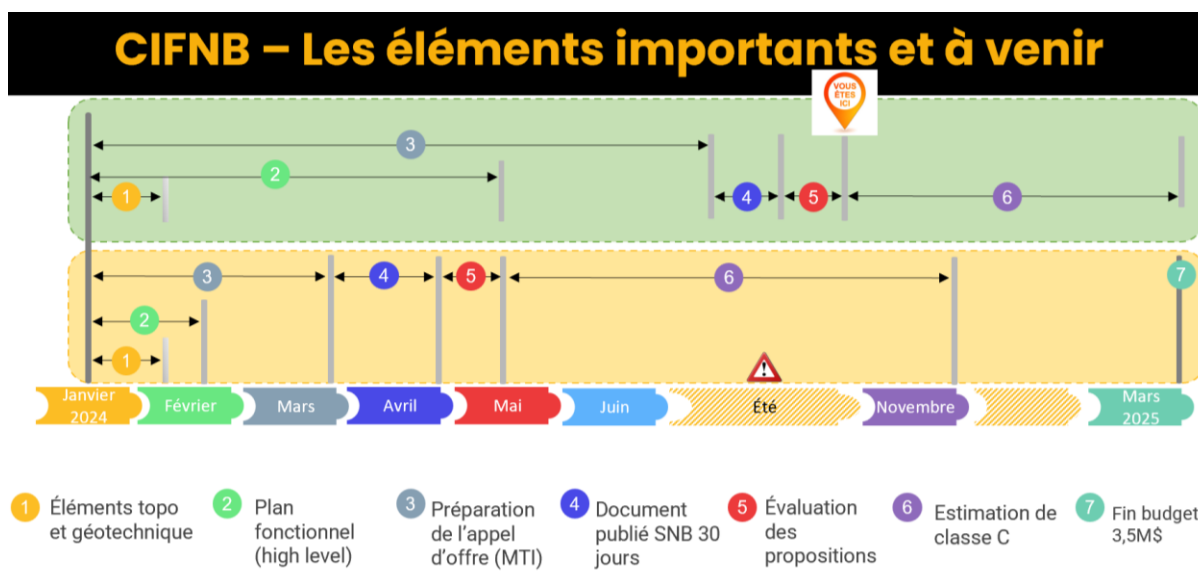 CIFNB – Les éléments importants et à venir
VOUS
ÊTES
ICI
3
2
1
4
5
6
3
4
5
6
7
2
1
Janvier
2024
Février
Mars
Avril
Mai
Juin
Été
Novembre
Mars
2025
1
Éléments topo
et géotechnique
2
Plan
fonctionnel
(high level)
3
Préparation
de l'appel
d'offre (MTI)
4
Document
publié SNB 30
jours
5
Évaluation
des
propositions
6
Estimation de
classe C
7
Fin budget
3,5M$